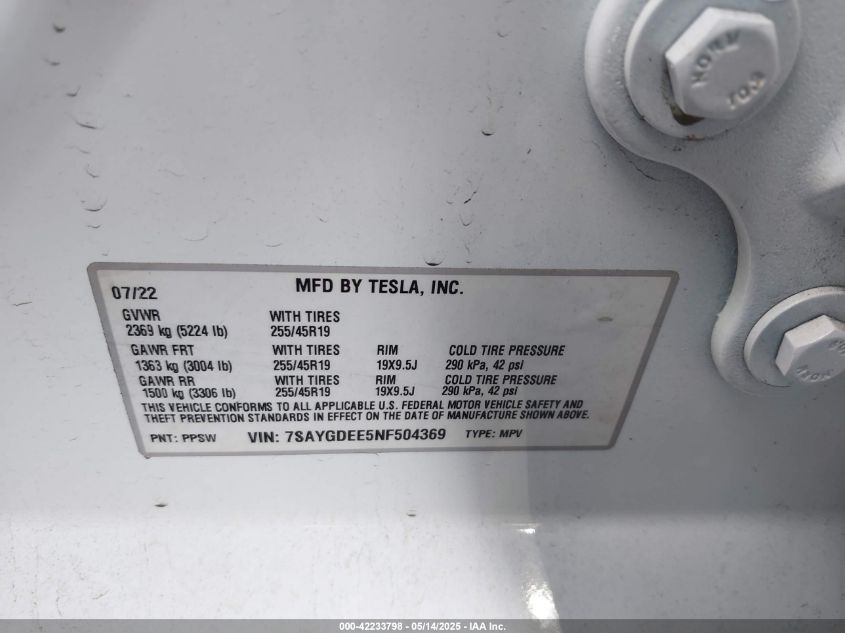 07/22 MFD BY TESLA, INC.
GVWR WITH TIRES
2369 kg (5224 lb) 255/45R19
GAWR FRT WITH TIRES RIM COLD TIRE PRESSURE
1363 kg (3004 lb) 255/45R19 19X9.5J 290 kPa, 42 psi
GAWR RR WITH TIRES RIM COLD TIRE PRESSURE
1500 kg (3306 lb) 255/45R19 19X9.5J 290 kPa, 42 psi
THIS VEHICLE CONFORMS TO ALL APPLICABLE U.S. FEDERAL MOTOR VEHICLE SAFETY AND
THEFT PREVENTION STANDARDS IN EFFECT ON THE DATE OF MANUFACTURE SHOWN ABOVE.
PNT: PPSW VIN: 7SAYGDEE5NF504369 TYPE: MPV
000-42233798 - 05/14/2025 - IAA Inc.